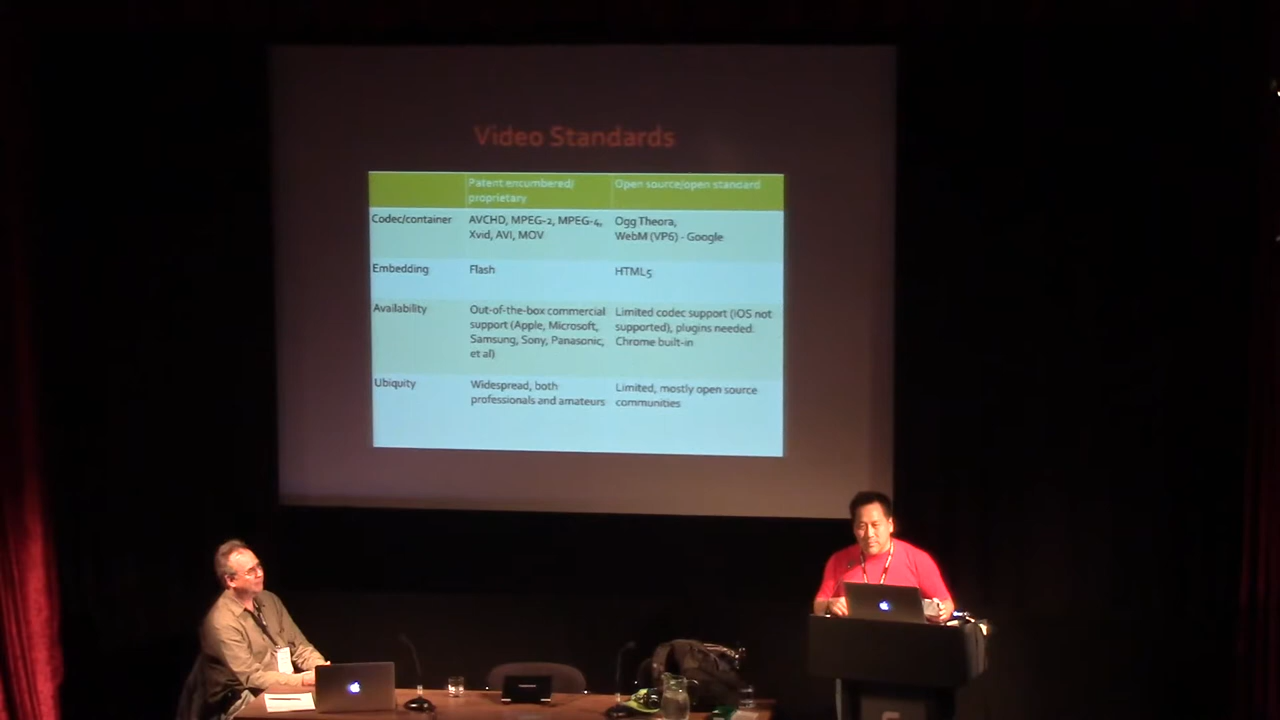 Video Standards
Patent encumbered/
proprietary
Open source/open standard
Codec/container
AVCHD, MPEG-2, MPEG-4,
Xvid, AVI, MOV
Ogg Theora,
WebM (VP6) - Google
Embedding
Flash
HTML5
Availability
Out-of-the-box commercial
support (Apple, Microsoft,
Samsung, Sony, Panasonic,
et al)
Limited codec support (iOS not
supported), plugins needed.
Chrome built-in
Ubiquity
Widespread, both
professionals and amateurs
Limited, mostly open source
communities